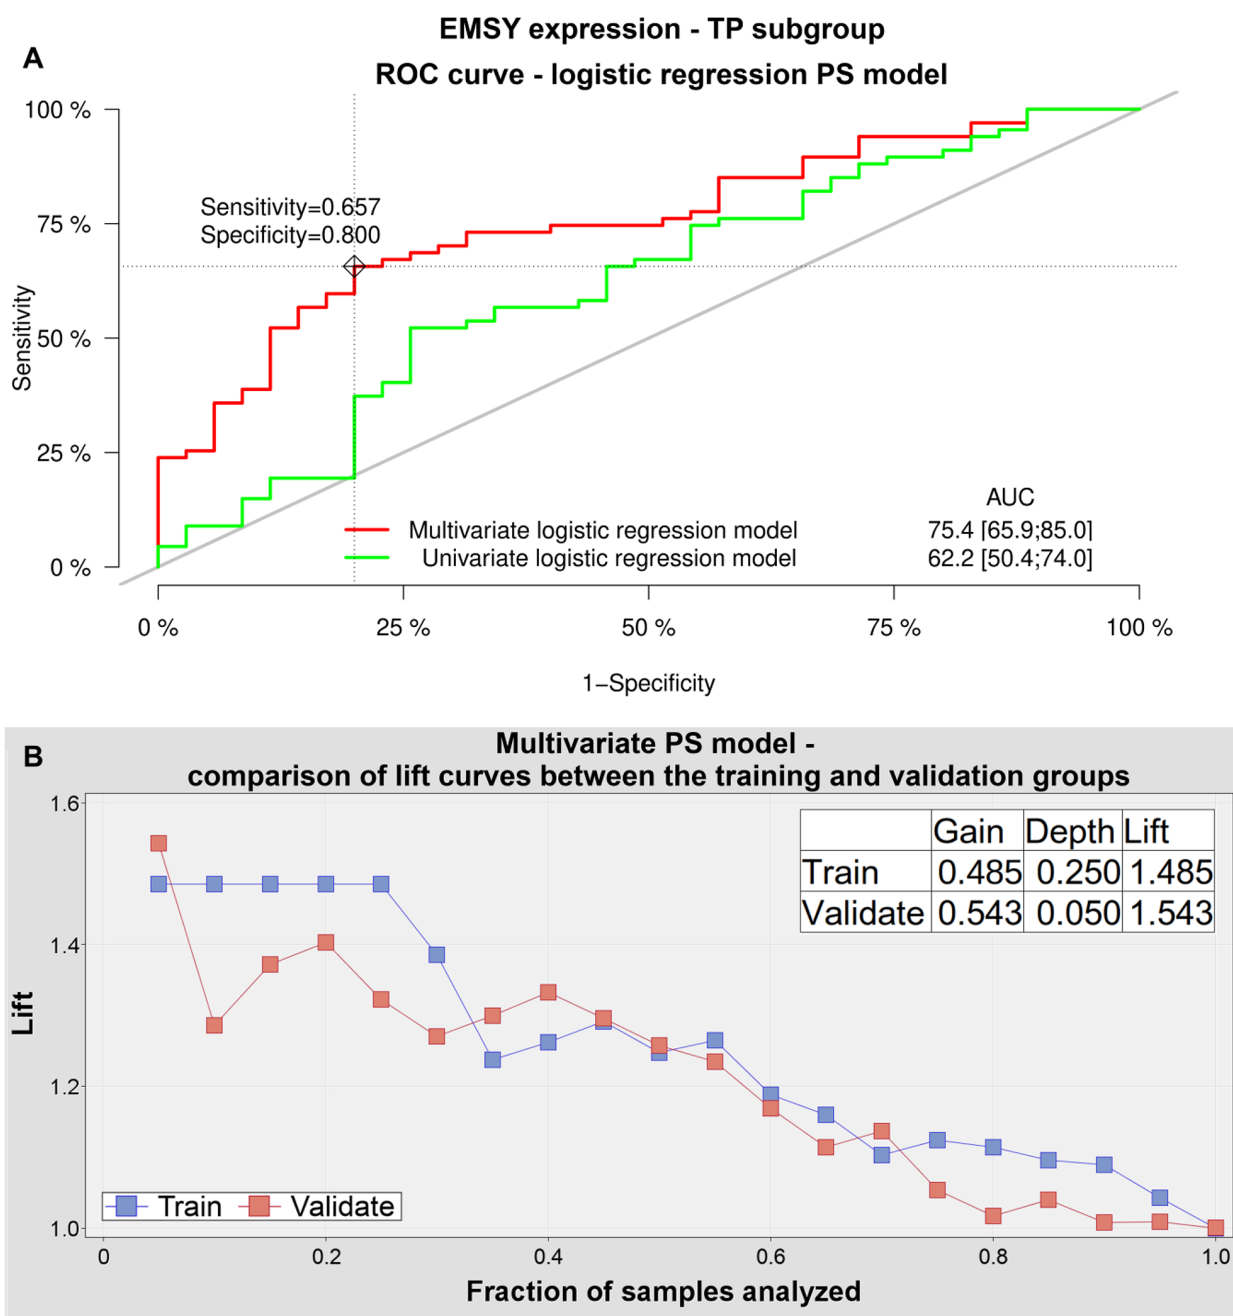 EMSY expression - TP subgroup
A
ROC curve - logistic regression PS model
100 %
75 %
50 %
25 %
0 %
Sensitivity
Sensitivity=0.657
Specificity=0.800
AUC
Multivariate logistic regression model 75.4 [65.9;85.0]
Univariate logistic regression model 62.2 [50.4;74.0]
0 % 25 % 50 % 75 % 100 %
1−Specificity
B
Multivariate PS model -
comparison of lift curves between the training and validation groups
1.6
1.4
1.2
1.0
Lift
Gain Depth Lift
Train 0.485 0.250 1.485
Validate 0.543 0.050 1.543
Train Validate
0 0.2 0.4 0.6 0.8 1.0
Fraction of samples analyzed